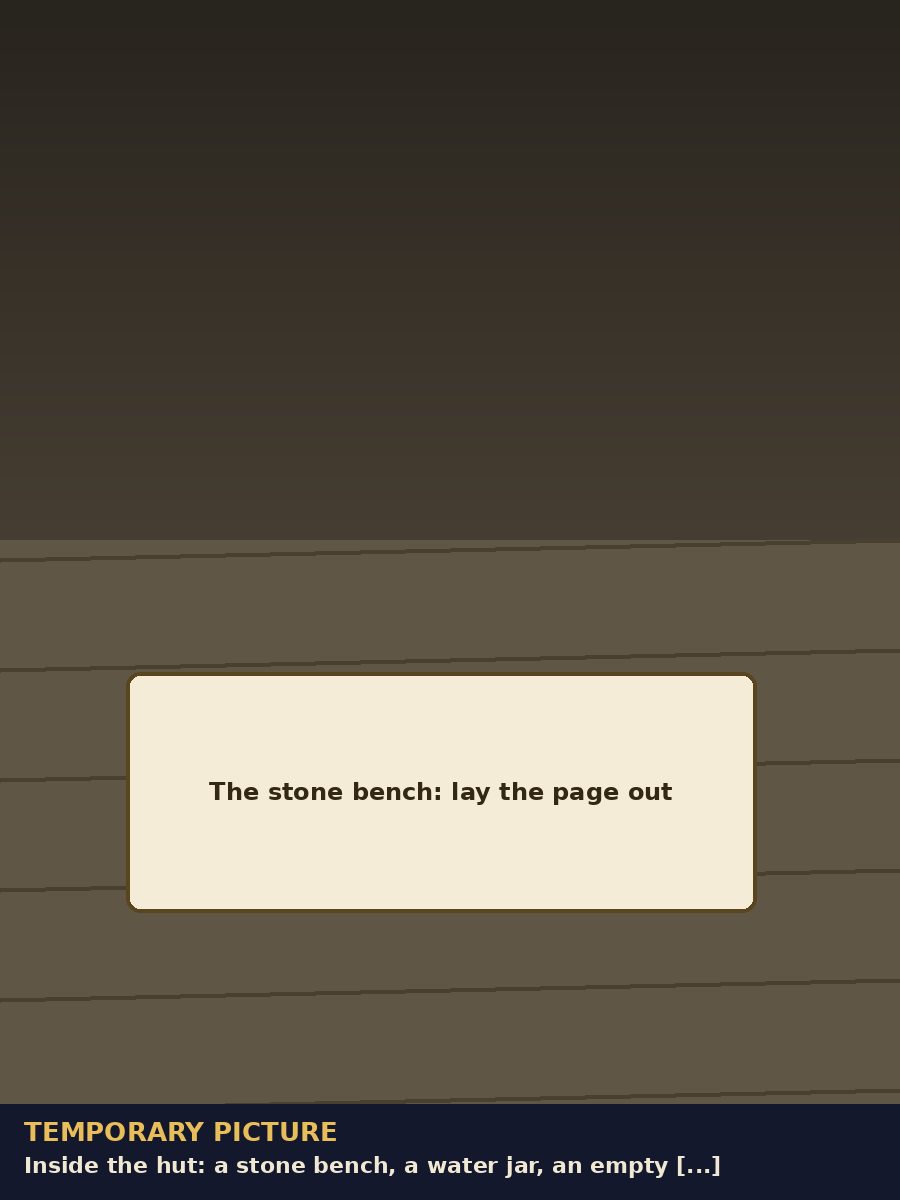 The stone bench: lay the page out
TEMPORARY PICTURE
Inside the hut: a stone bench, a water jar, an empty [...]